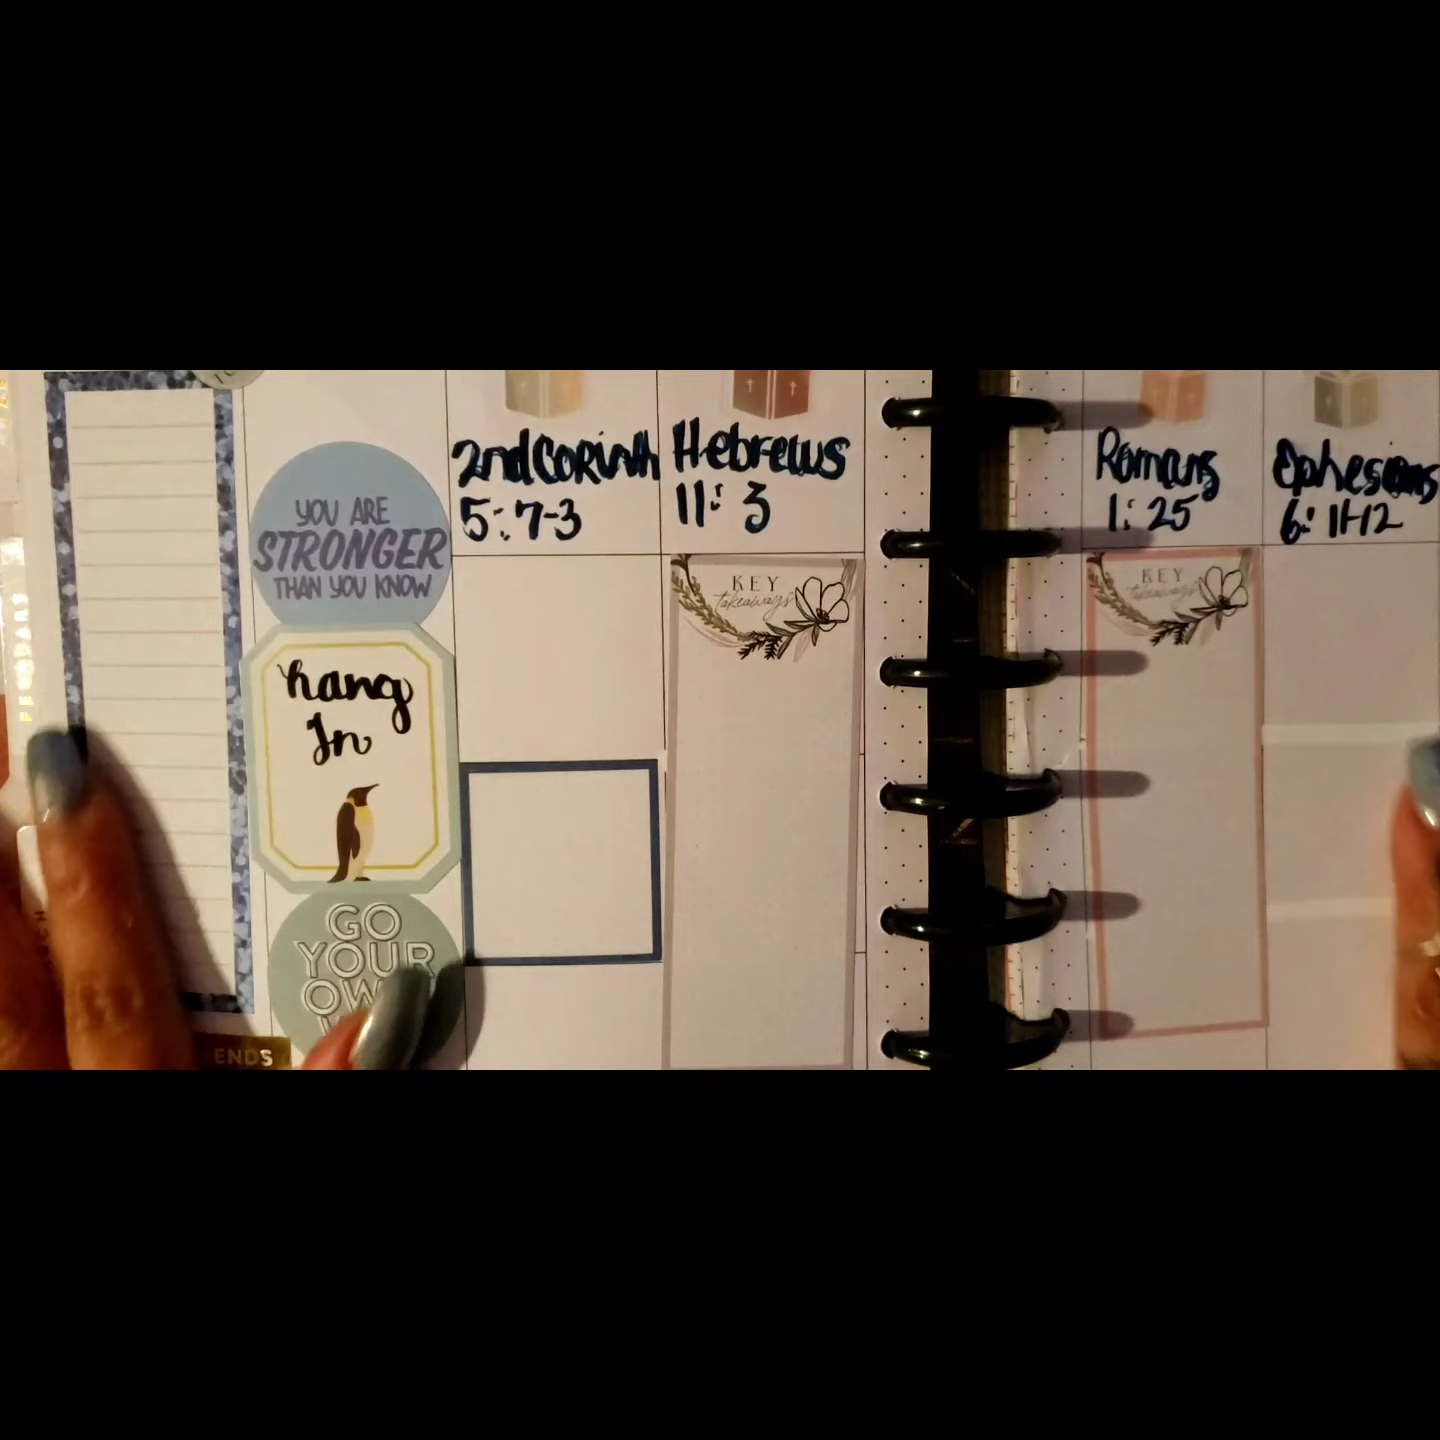 YOU ARE
STRONGER
THAN YOU KNOW
hang
In
GO
YOUR
ENDS
2nd Corinth
5:7-3
Hebrews
11:3
KEY
takeaways
Romans
1:25
KEY
takeaways
Ephesians
6:11-12